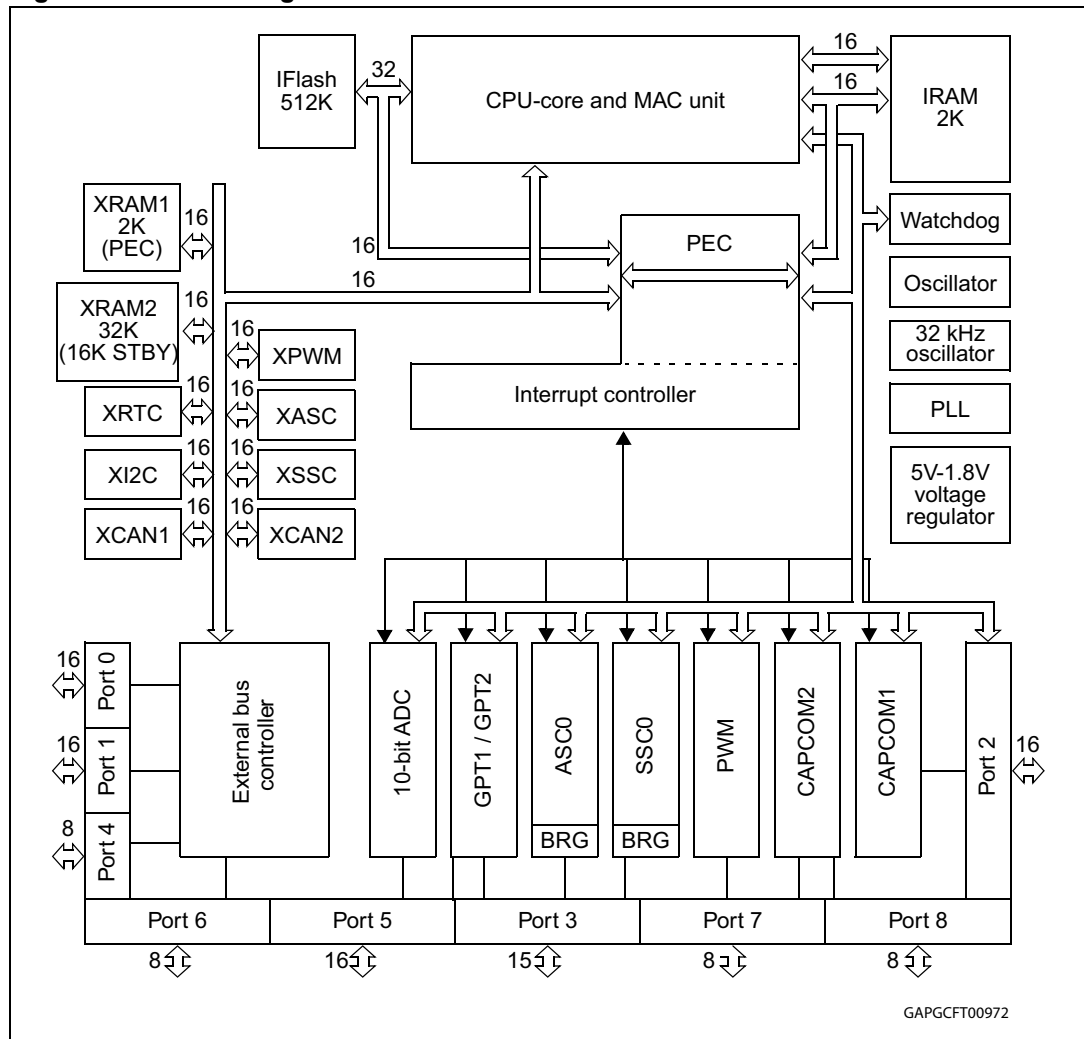 16
IFlash
512K
32
CPU-core and MAC unit
16
IRAM
2K
XRAM1
2K
(PEC)
16
16
PEC
Watchdog
16
Oscillator
XRAM2
32K
(16K STBY)
16
16
XPWM
32 kHz
oscillator
XRTC
16
16
XASC
Interrupt controller
PLL
XI2C
16
16
XSSC
5V-1.8V
voltage
regulator
XCAN1
16
16
XCAN2
16
Port 0
16
Port 1
8
Port 4
External bus
controller
10-bit ADC
GPT1 / GPT2
ASC0
BRG
SSC0
BRG
PWM
CAPCOM2
CAPCOM1
Port 2
16
Port 6
Port 5
Port 3
Port 7
Port 8
8
16
15
8
8
GAPGCFT00972